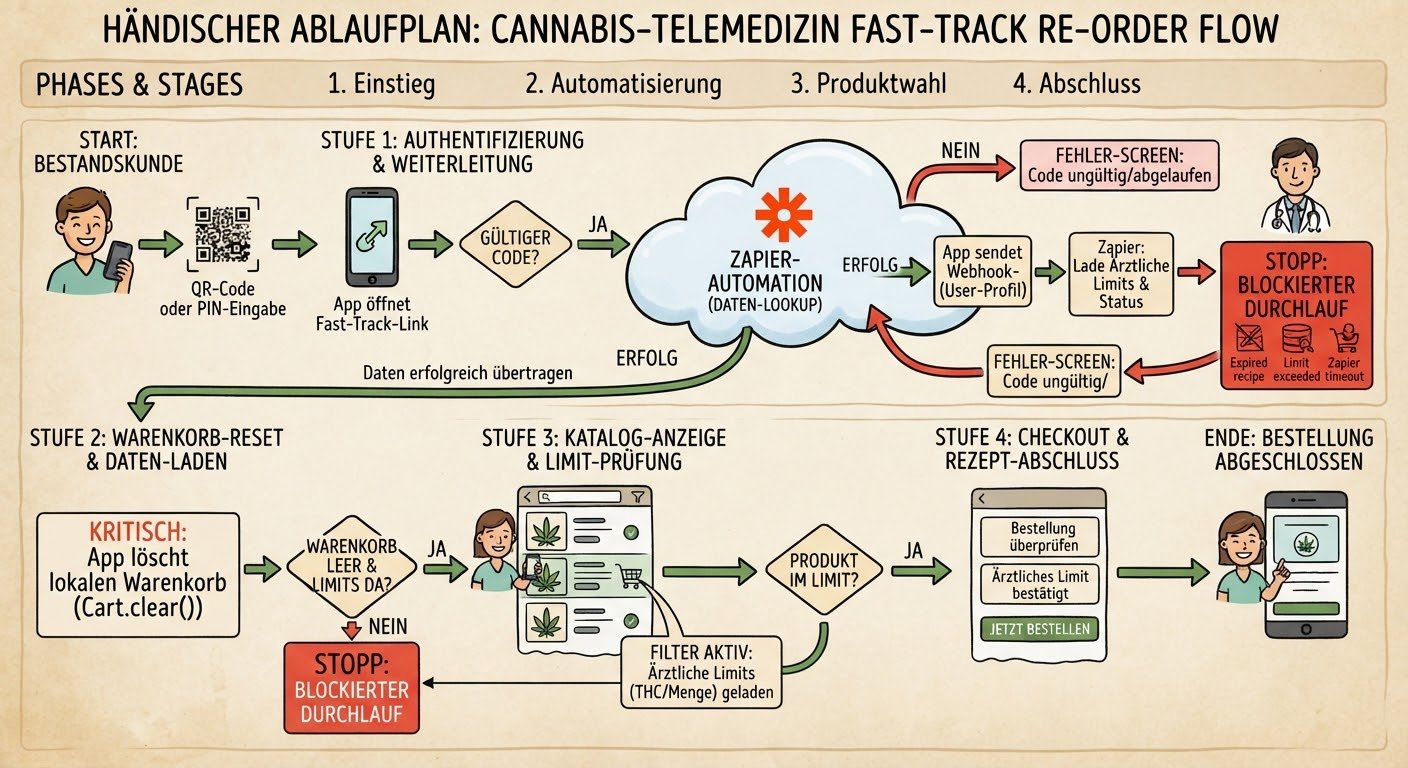 HÄNDISCHER ABLAUFPLAN: CANNABIS-TELEMEDIZIN FAST-TRACK RE-ORDER FLOW
PHASES & STAGES
1. Einstieg
2. Automatisierung
3. Produktwahl
4. Abschluss
START:
BESTANDSKUNDE
QR-Code
oder PIN-Eingabe
STUFE 1: AUTHENTIFIZIERUNG
& WEITERLEITUNG
App öffnet
Fast-Track-Link
GÜLTIGER
CODE?
JA
ZAPIER-
AUTOMATION
(DATEN-LOOKUP)
NEIN
FEHLER-SCREEN:
Code ungültig/abgelaufen
ERFOLG
App sendet
Webhook-
(User-Profil)
Zapier:
Lade Ärztliche
Limits &
Status
STOPP:
BLOCKIERTER
DURCHLAUF
Expired
recipe
Limit
exceeded
Zapier
timeout
FEHLER-SCREEN:
Code ungültig/
ERFOLG
Daten erfolgreich übertragen
STUFE 2: WARENKORB-RESET
& DATEN-LADEN
KRITISCH:
App löscht
lokalen Warenkorb
(Cart.clear())
WARENKORB
LEER &
LIMITS DA?
JA
NEIN
STOPP:
BLOCKIERTER
DURCHLAUF
STUFE 3: KATALOG-ANZEIGE
& LIMIT-PRÜFUNG
FILTER AKTIV:
Ärztliche Limits
(THC/Menge) geladen
PRODUKT
IM LIMIT?
JA
STUFE 4: CHECKOUT &
REZEPT-ABSCHLUSS
Bestellung
überprüfen
Ärztliches Limit
bestätigt
JETZT BESTELLEN
ENDE: BESTELLUNG
ABGESCHLOSSEN